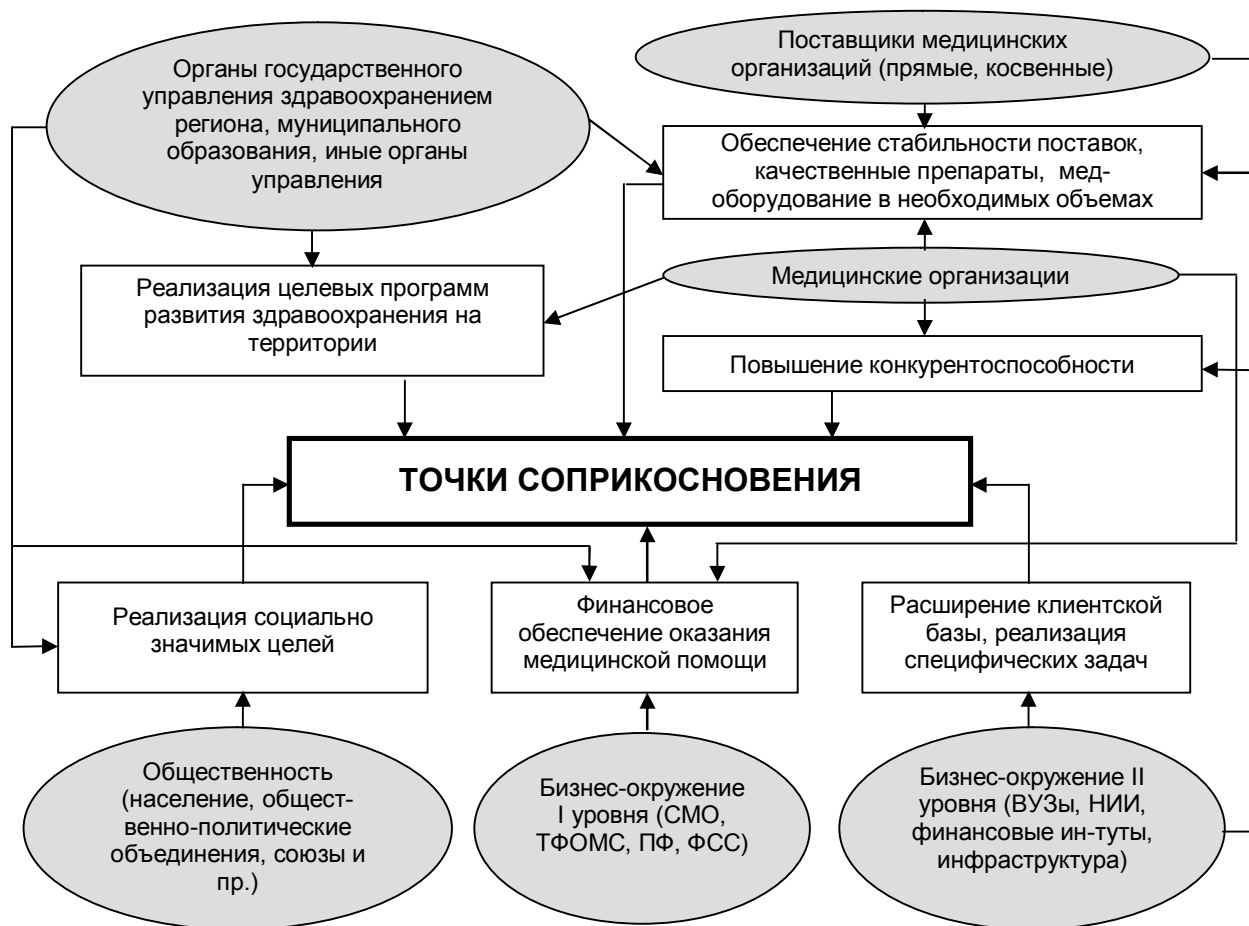 Органы государственного
управления здравоохранением
региона, муниципального
образования, иные органы
управления
Поставщики медицинских
организаций (прямые, косвенные)
Обеспечение стабильности поставок,
качественные препараты, мед-
оборудование в необходимых объемах
Медицинские организации
Реализация целевых программ
развития здравоохранения на
территории
Повышение конкурентоспособности
ТОЧКИ СОПРИКОСНОВЕНИЯ
Реализация социально
значимых целей
Финансовое
обеспечение оказания
медицинской помощи
Расширение клиентской
базы, реализация
специфических задач
Общественность
(население, общест-
венно-политические
объединения, союзы и
пр.)
Бизнес-окружение
I уровня (СМО,
ТФОМС, ПФ, ФСС)
Бизнес-окружение II
уровня (ВУЗы, НИИ,
финансовые ин-туты,
инфраструктура)